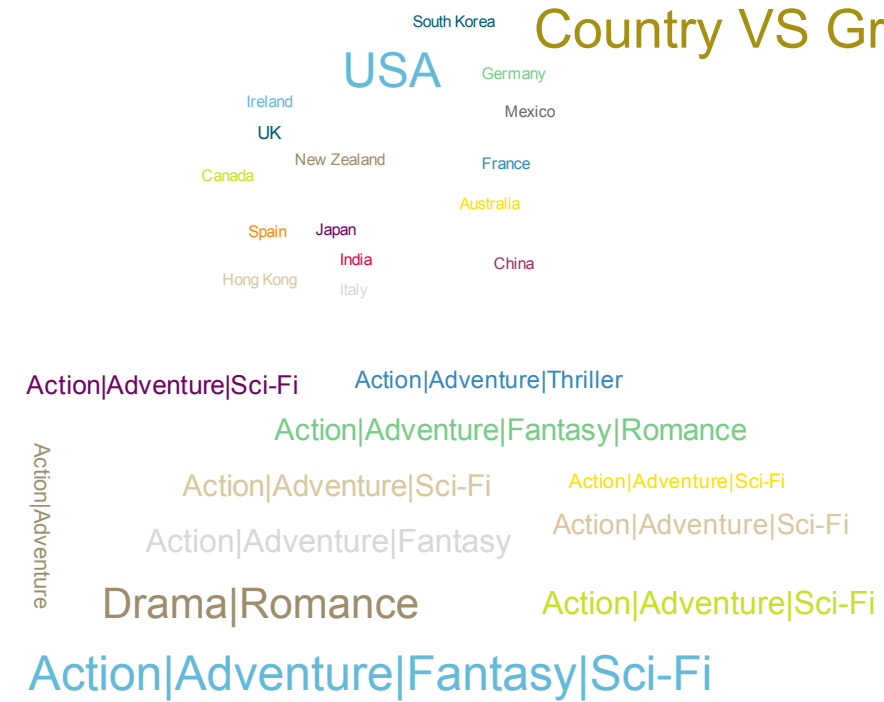 South Korea
Country VS Gr
USA
Germany
Ireland
Mexico
UK
New Zealand
France
Canada
Australia
Spain
Japan
India
China
Hong Kong
Italy
Action|Adventure|Sci-Fi
Action|Adventure|Thriller
Action|Adventure|Fantasy|Romance
Action|Adventure
Action|Adventure|Sci-Fi
Action|Adventure|Sci-Fi
Action|Adventure|Fantasy
Action|Adventure|Sci-Fi
Drama|Romance
Action|Adventure|Sci-Fi
Action|Adventure|Fantasy|Sci-Fi